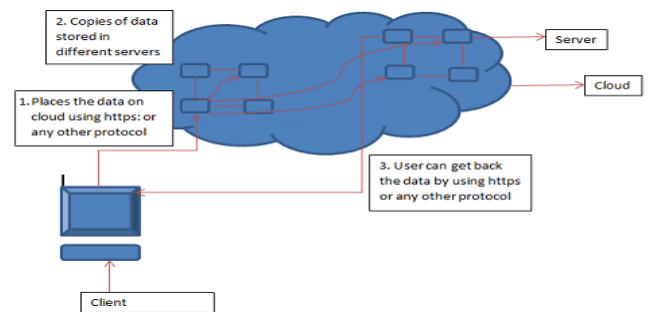 2. Copies of data
stored in
different servers
Server
Cloud
1.Places the data on
cloud using https: or
any other protocol
3. User can get back
the data by using https
or any other protocol
Client